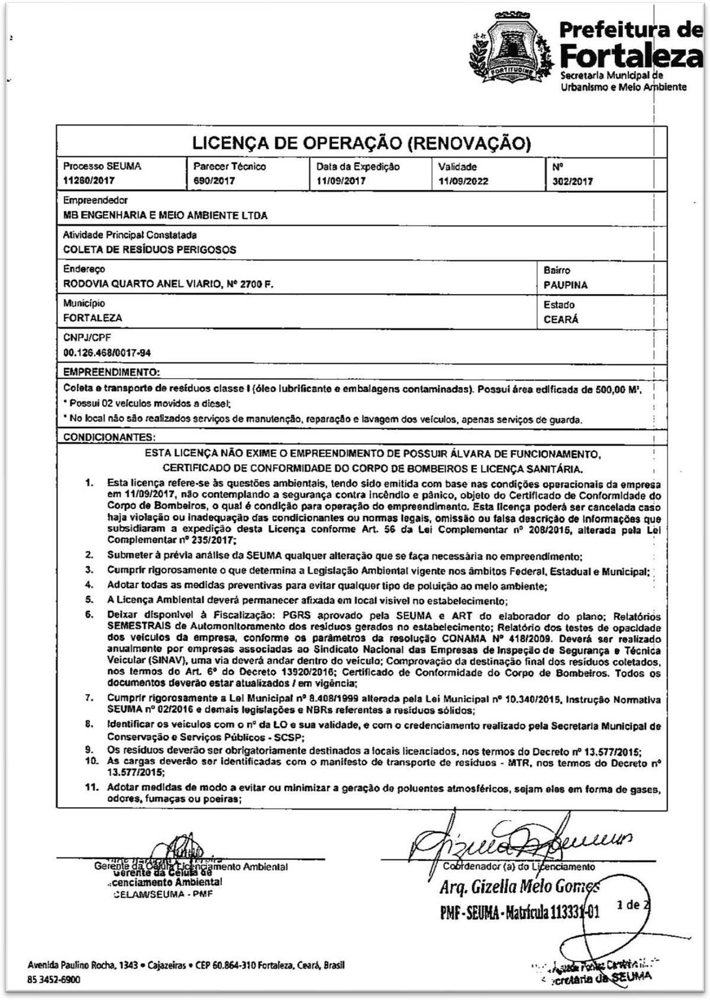 Prefeitura de
Fortaleza
Secretaria Municipal de
Urbanismo e Meio Ambiente
FORTITUDINE
LICENÇA DE OPERAÇÃO (RENOVAÇÃO)
Processo SEUMA
11260/2017
Parecer Técnico
690/2017
Data da Expedição
11/09/2017
Validade
11/09/2022
Nº
302/2017
Empreendedor
MB ENGENHARIA E MEIO AMBIENTE LTDA
Atividade Principal Constatada
COLETA DE RESÍDUOS PERIGOSOS
Endereço
RODOVIA QUARTO ANEL VIARIO, Nº 2700 F.
Bairro
PAUPINA
Município
FORTALEZA
Estado
CEARÁ
CNPJ/CPF
00.126.468/0017-94
EMPREENDIMENTO:
Coleta e transporte de resíduos classe I (óleo lubrificante e embalagens contaminadas). Possui área edificada de 500,00 M².
* Possui 02 veículos movidos a diesel;
* No local não são realizados serviços de manutenção, reparação e lavagem dos veículos, apenas serviços de guarda.
CONDICIONANTES:
ESTA LICENÇA NÃO EXIME O EMPREENDIMENTO DE POSSUIR ÁLVARA DE FUNCIONAMENTO,
CERTIFICADO DE CONFORMIDADE DO CORPO DE BOMBEIROS E LICENÇA SANITÁRIA.
1. Esta licença refere-se às questões ambientais, tendo sido emitida com base nas condições operacionais da empresa
em 11/09/2017, não contemplando a segurança contra incêndio e pânico, objeto do Certificado de Conformidade do
Corpo de Bombeiros, o qual é condição para operação do empreendimento. Esta licença poderá ser cancelada caso
haja violação ou inadequação das condicionantes ou normas legais, omissão ou falsa descrição de Informações que
subsidiaram a expedição desta Licença conforme Art. 56 da Lei Complementar nº 208/2015, alterada pela Lei
Complementar nº 235/2017;
2. Submeter à prévia análise da SEUMA qualquer alteração que se faça necessária no empreendimento;
3. Cumprir rigorosamente o que determina a Legislação Ambiental vigente nos âmbitos Federal, Estadual e Municipal;
4. Adotar todas as medidas preventivas para evitar qualquer tipo de poluição ao meio ambiente;
5. A Licença Ambiental deverá permanecer afixada em local visível no estabelecimento;
6. Deixar disponível à Fiscalização: PGRS aprovado pela SEUMA e ART do elaborador do plano; Relatórios
SEMESTRAIS de Automonitoramento dos resíduos gerados no estabelecimento; Relatório dos testes de opacidade
dos veículos da empresa, conforme os parâmetros da resolução CONAMA Nº 418/2009. Deverá ser realizado
anualmente por empresas associadas ao Sindicato Nacional das Empresas de Inspeção de Segurança e Técnica
Veicular (SINAV), uma via deverá andar dentro do veículo; Comprovação da destinação final dos resíduos coletados,
nos termos do Art. 6º do Decreto 13920/2016; Certificado de Conformidade do Corpo de Bombeiros. Todos os
documentos deverão estar atualizados / em vigência;
7. Cumprir rigorosamente a Lei Municipal nº 8.408/1999 alterada pela Lei Municipal nº 10.340/2015, Instrução Normativa
SEUMA nº 02/2016 e demais legislações e NBRs referentes a resíduos sólidos;
8. Identificar os veículos com o nº da LO e sua validade, e com o credenciamento realizado pela Secretaria Municipal de
Conservação e Serviços Públicos - SCSP;
9. Os resíduos deverão ser obrigatoriamente destinados a locais licenciados, nos termos do Decreto nº 13.577/2015;
10. As cargas deverão ser identificadas com o manifesto de transporte de resíduos - MTR, nos termos do Decreto nº
13.577/2015;
11. Adotar medidas de modo a evitar ou minimizar a geração de poluentes atmosféricos, sejam eles em forma de gases,
odores, fumaças ou poeiras;
Gerente da Célula Licenciamento Ambiental
Gerente da Célula de
cenciamento Ambiental
CELAM/SEUMA - PMF
Coordenador (a) do Licenciamento
Arq. Gizella Melo Gomes
PMF - SEUMA - Matrícula 113331-01
1 de 2
cretária da SEUMA
Avenida Paulino Rocha, 1343 • Cajazeiras • CEP 60.864-310 Fortaleza, Ceará, Brasil
85 3452-6900